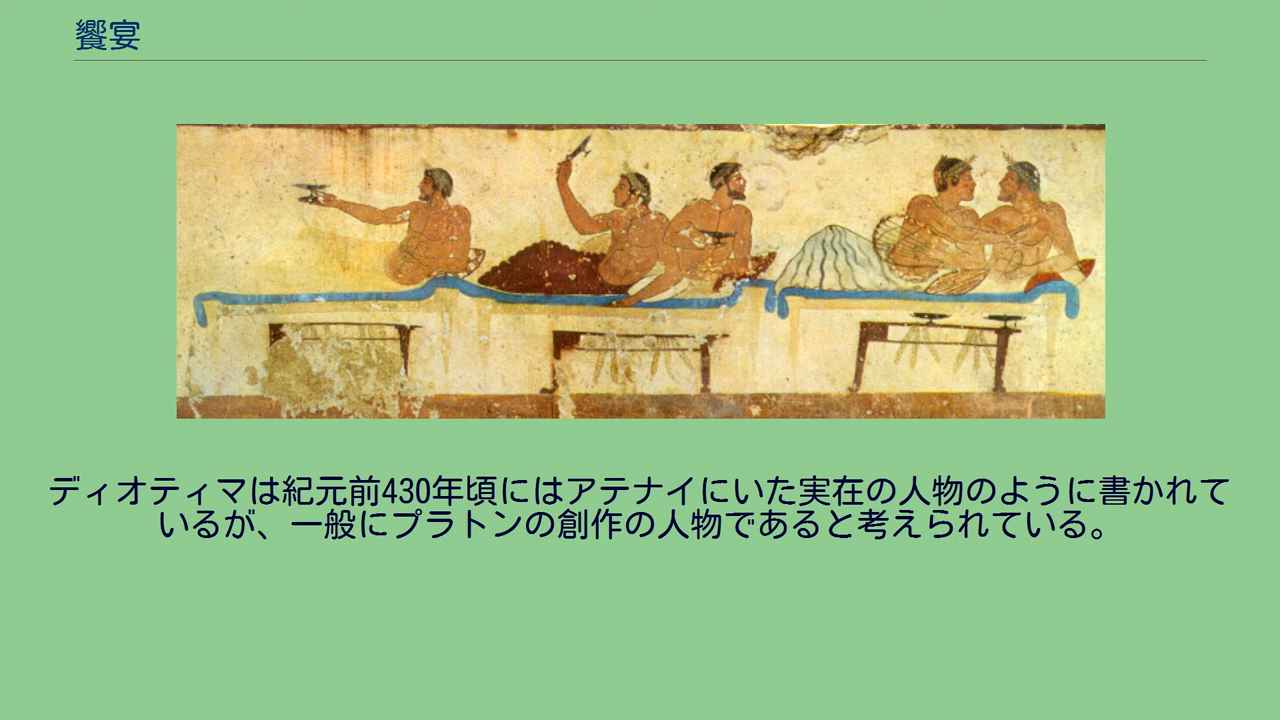 饗宴
ディオティマは紀元前430年頃にはアテナイにいた実在の人物のように書かれて
いるが、一般にプラトンの創作の人物であると考えられている。